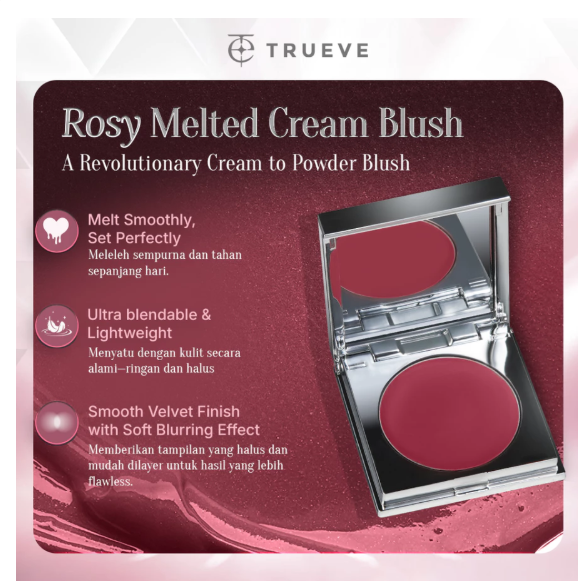 TRUEVE
Rosy Melted Cream Blush
A Revolutionary Cream to Powder Blush
Melt Smoothly,
Set Perfectly
Meleleh sempurna dan tahan
sepanjang hari.
Ultra blendable &
Lightweight
Menyatu dengan kulit secara
alami—ringan dan halus
Smooth Velvet Finish
with Soft Blurring Effect
Memberikan tampilan yang halus dan
mudah dilayer untuk hasil yang lebih
flawless.